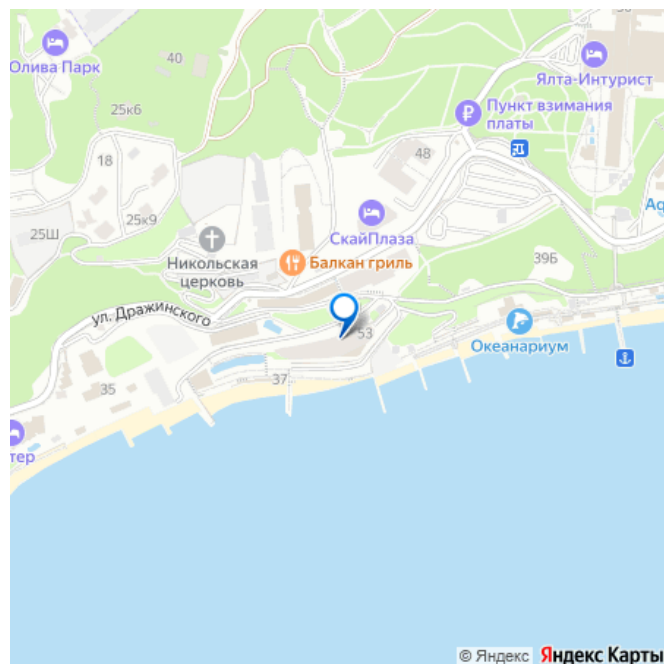 Олива Парк
40
Ялта-Интурист
25к6
Пункт взимания
платы
18
48
25к9
25Ш
СкайПлаза
Никольская
церковь
Балкан гриль
39Б
ул. Дражинского
53
Океанариум
37
35
тер
© Яндекс
Яндекс Карты